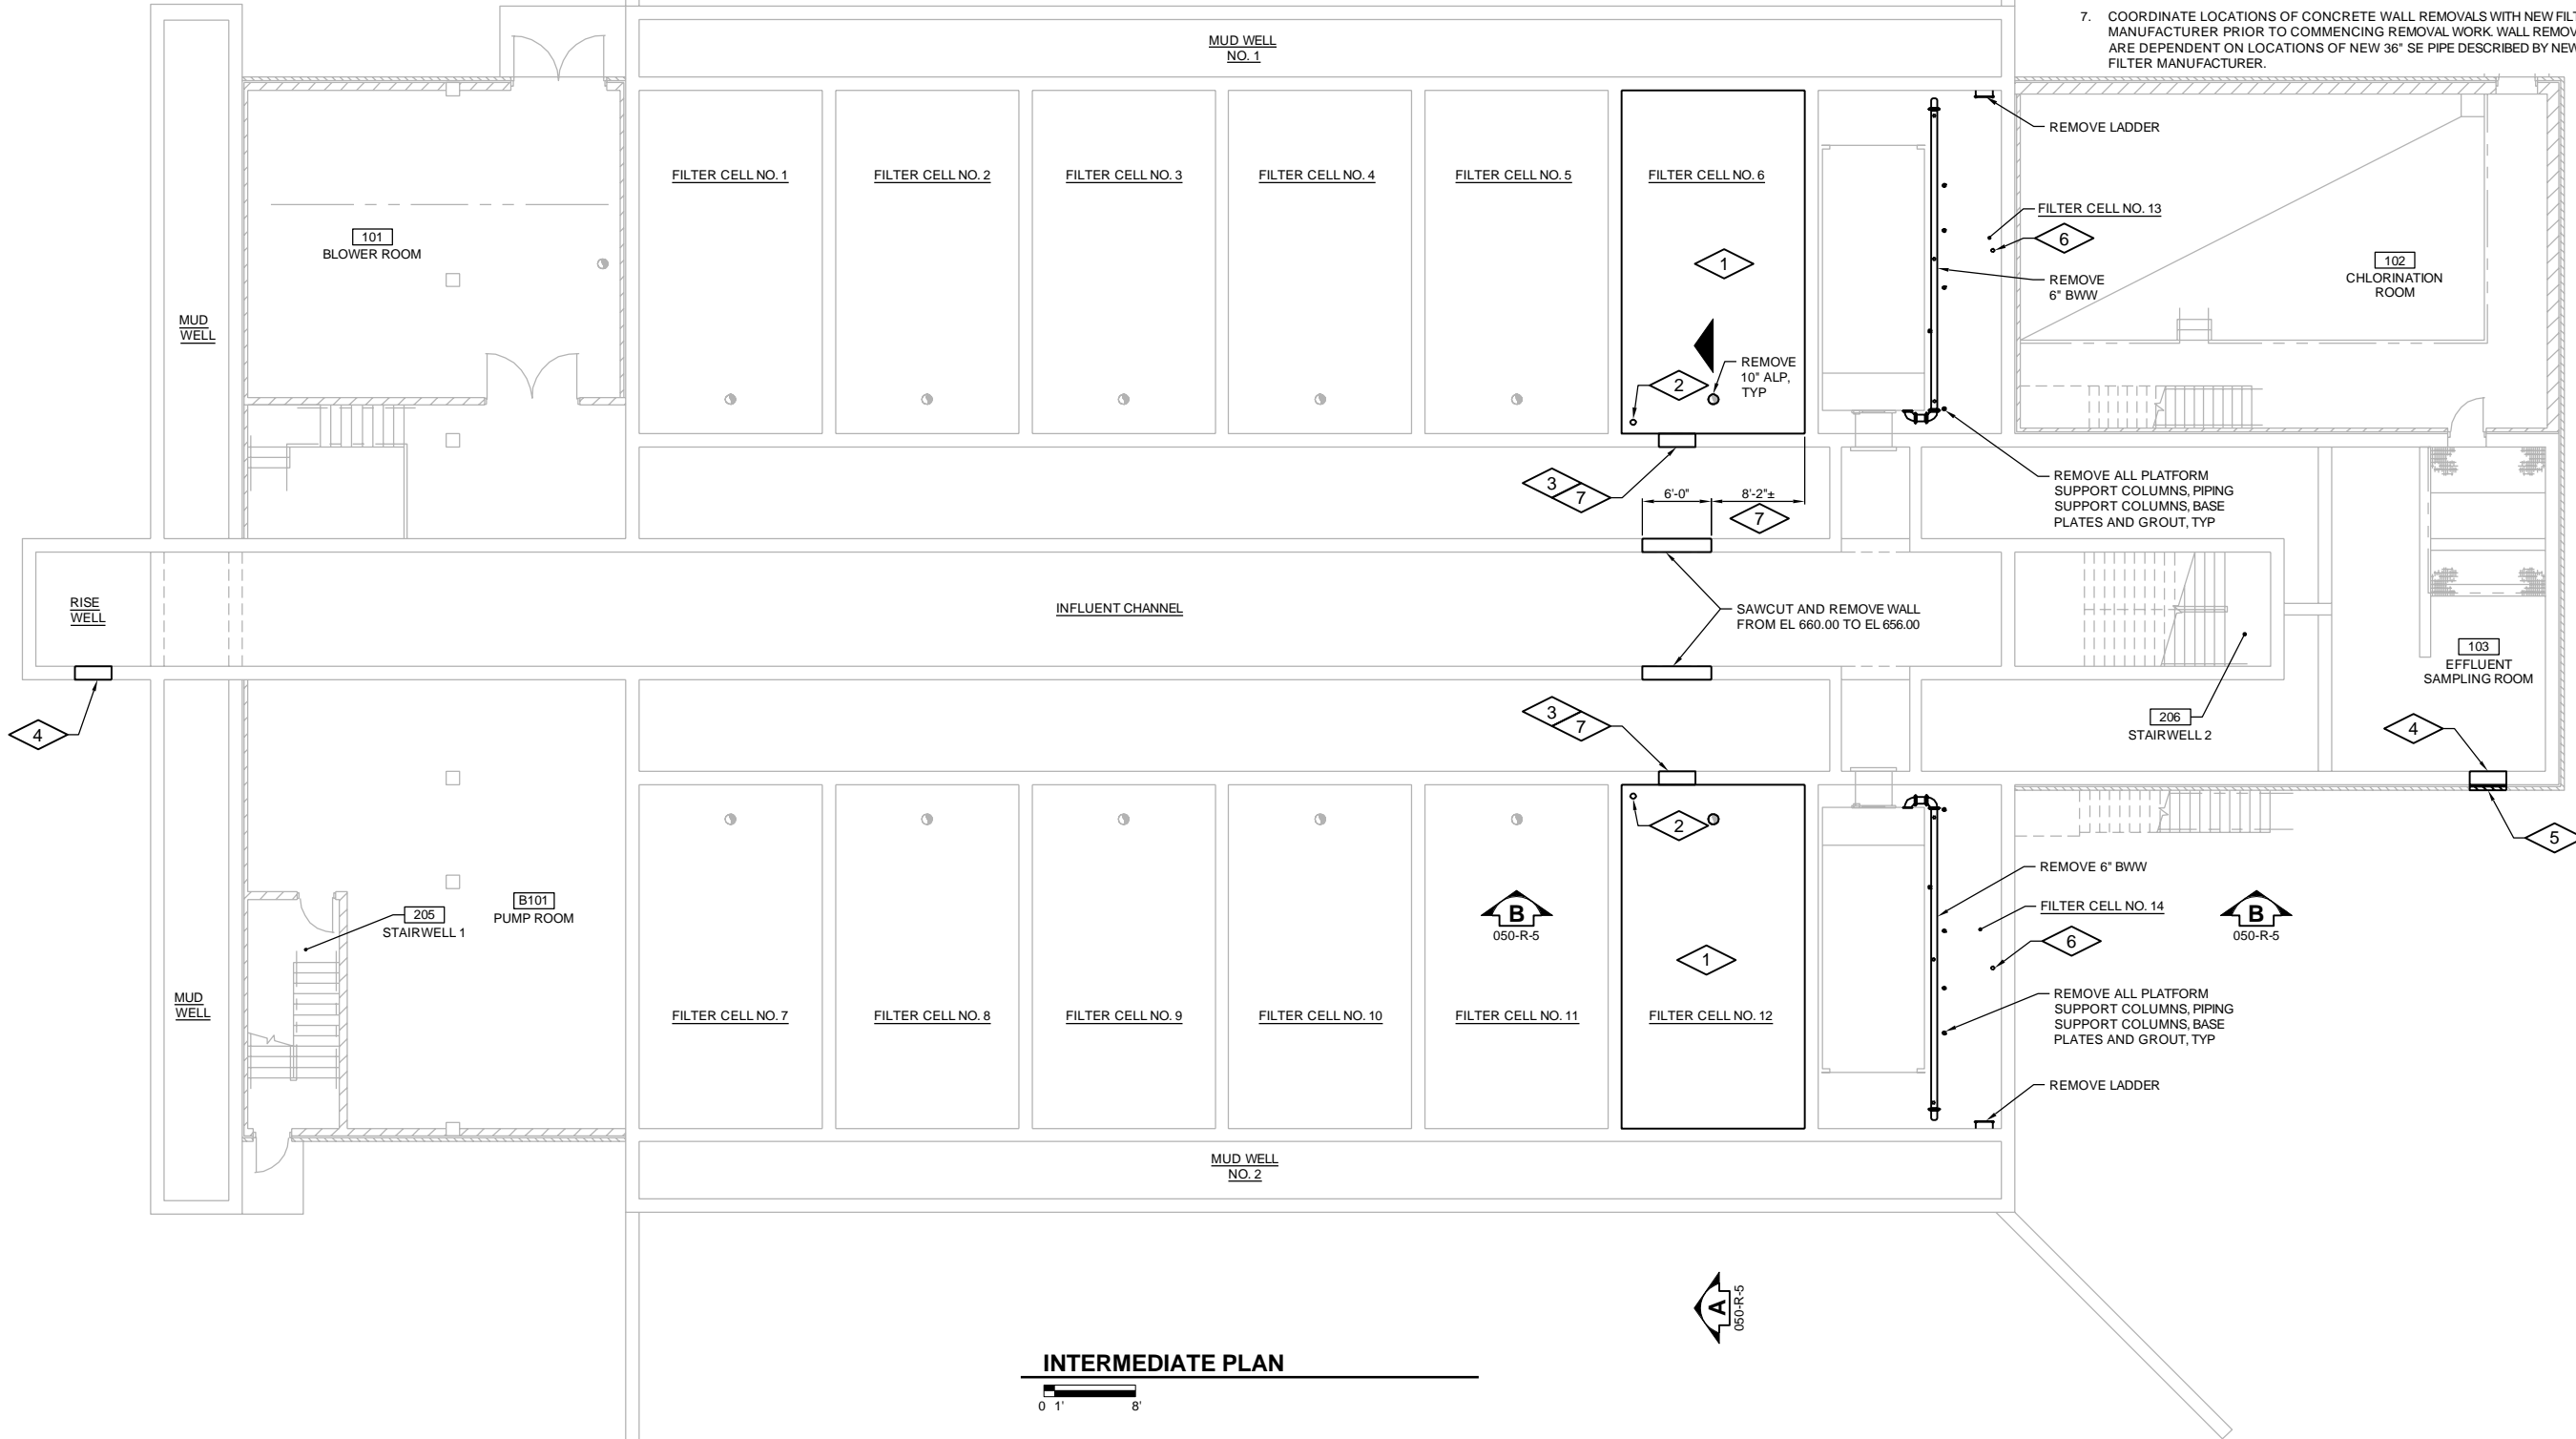 7. COORDINATE LOCATIONS OF CONCRETE WALL REMOVALS WITH NEW
MANUFACTURER PRIOR TO COMMENCING REMOVAL WORK. WALL
ARE DEPENDENT ON LOCATIONS OF NEW 36" SE PIPE DESCRIBED BY NEW
FILTER MANUFACTURER.
MUD WELL
NO. 1
REMOVE LADDER
FILTER CELL NO. 1
FILTER CELL NO. 2
FILTER CELL NO. 3
FILTER CELL NO. 4
FILTER CELL NO. 5
FILTER CELL NO. 6
FILTER CELL NO. 13
6
101
BLOWER ROOM
1
REMOVE
6" BWW
102
CHLORINATION
ROOM
MUD
WELL
REMOVE
10" ALP,
TYP
2
3
7
6'-0"
8'-2"±
7
REMOVE ALL PLATFORM
SUPPORT COLUMNS, PIPING
SUPPORT COLUMNS, BASE
PLATES AND GROUT, TYP
RISE
WELL
INFLUENT CHANNEL
SAWCUT AND REMOVE WALL
FROM EL 660.00 TO EL 656.00
103
EFFLUENT
SAMPLING ROOM
4
3
7
206
STAIRWELL 2
4
2
5
REMOVE 6" BWW
B101
PUMP ROOM
205
STAIRWELL 1
B
050-R-5
FILTER CELL NO. 14
B
050-R-5
6
1
MUD
WELL
REMOVE ALL PLATFORM
SUPPORT COLUMNS, PIPING
SUPPORT COLUMNS, BASE
PLATES AND GROUT, TYP
FILTER CELL NO. 7
FILTER CELL NO. 8
FILTER CELL NO. 9
FILTER CELL NO. 10
FILTER CELL NO. 11
FILTER CELL NO. 12
REMOVE LADDER
MUD WELL
NO. 2
A
050-R-5
INTERMEDIATE PLAN
0 1' 8'